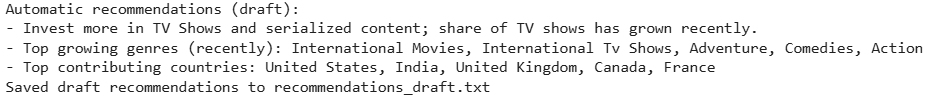 Automatic recommendations (draft):
- Invest more in TV Shows and serialized content; share of TV shows has grown recently.
- Top growing genres (recently): International Movies, International Tv Shows, Adventure, Comedies, Action
- Top contributing countries: United States, India, United Kingdom, Canada, France
Saved draft recommendations to recommendations_draft.txt